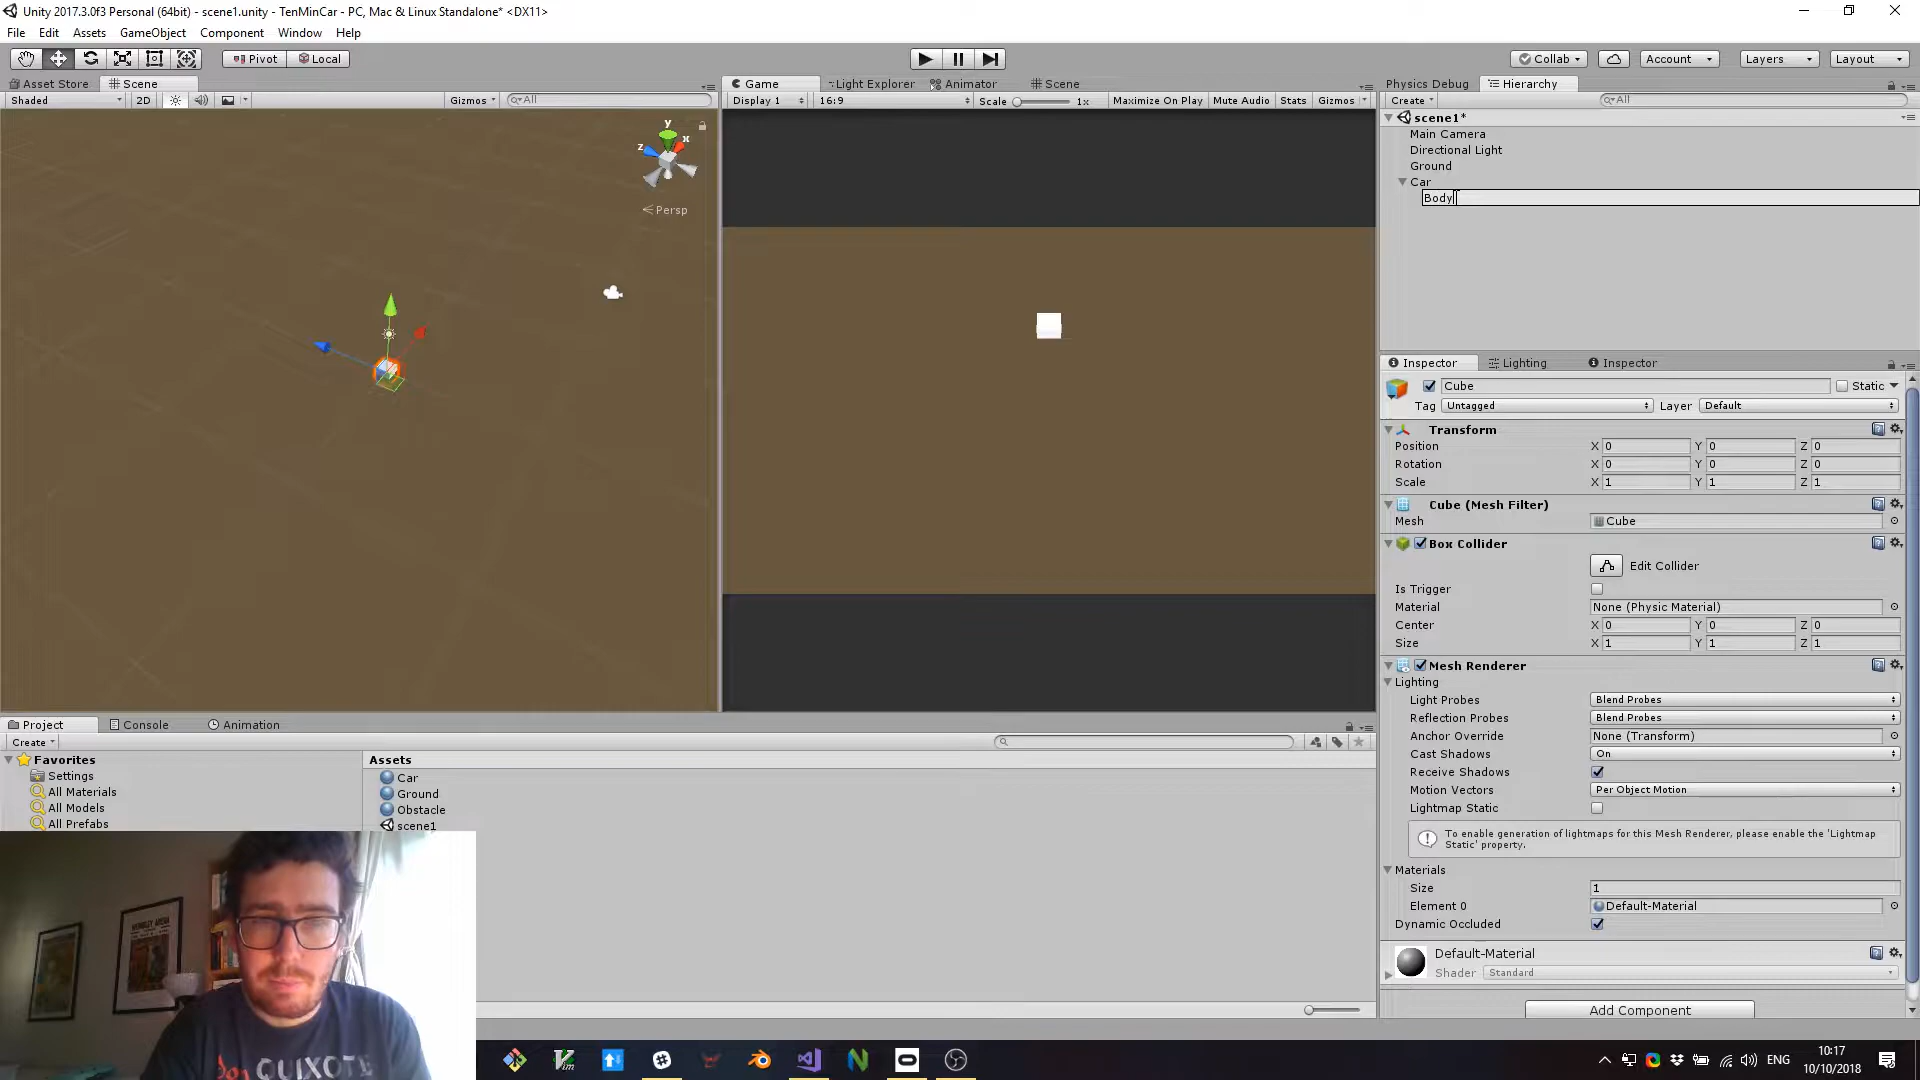 Unity 2017.3.0f3 Personal (64bit) - scene1.unity - TenMinCar - PC, Mac & Linux Standalone* <DX11>
File Edit Assets GameObject Component Window Help
Pivot Local Collab Account Layers Layout
Asset Store Scene Game Light Explorer Animator Scene Physics Debug Hierarchy
Shaded 2D Gizmos All Display 1 16:9 Scale 1x Maximize On Play Mute Audio Stats Gizmos Create All
scene1*
Main Camera
Directional Light
Ground
Car
Body
y
x
z
Persp
Inspector Lighting Inspector
Cube Static
Tag Untagged Layer Default
Transform
Position X 0 Y 0 Z 0
Rotation X 0 Y 0 Z 0
Scale X 1 Y 1 Z 1
Cube (Mesh Filter)
Mesh Cube
Box Collider
Edit Collider
Is Trigger
Material None (Physic Material)
Center X 0 Y 0 Z 0
Size X 1 Y 1 Z 1
Mesh Renderer
Lighting
Light Probes Blend Probes
Reflection Probes Blend Probes
Anchor Override None (Transform)
Cast Shadows On
Receive Shadows
Motion Vectors Per Object Motion
Lightmap Static
To enable generation of lightmaps for this Mesh Renderer, please enable the 'Lightmap
Static' property.
Materials
Size 1
Element 0 Default-Material
Dynamic Occluded
Default-Material
Shader Standard
Add Component
Project Console Animation
Create
Favorites
Settings
All Materials
All Models
All Prefabs
Assets
Car
Ground
Obstacle
scene1
QUIXOTE
Vim
ENG
10:17
10/10/2018